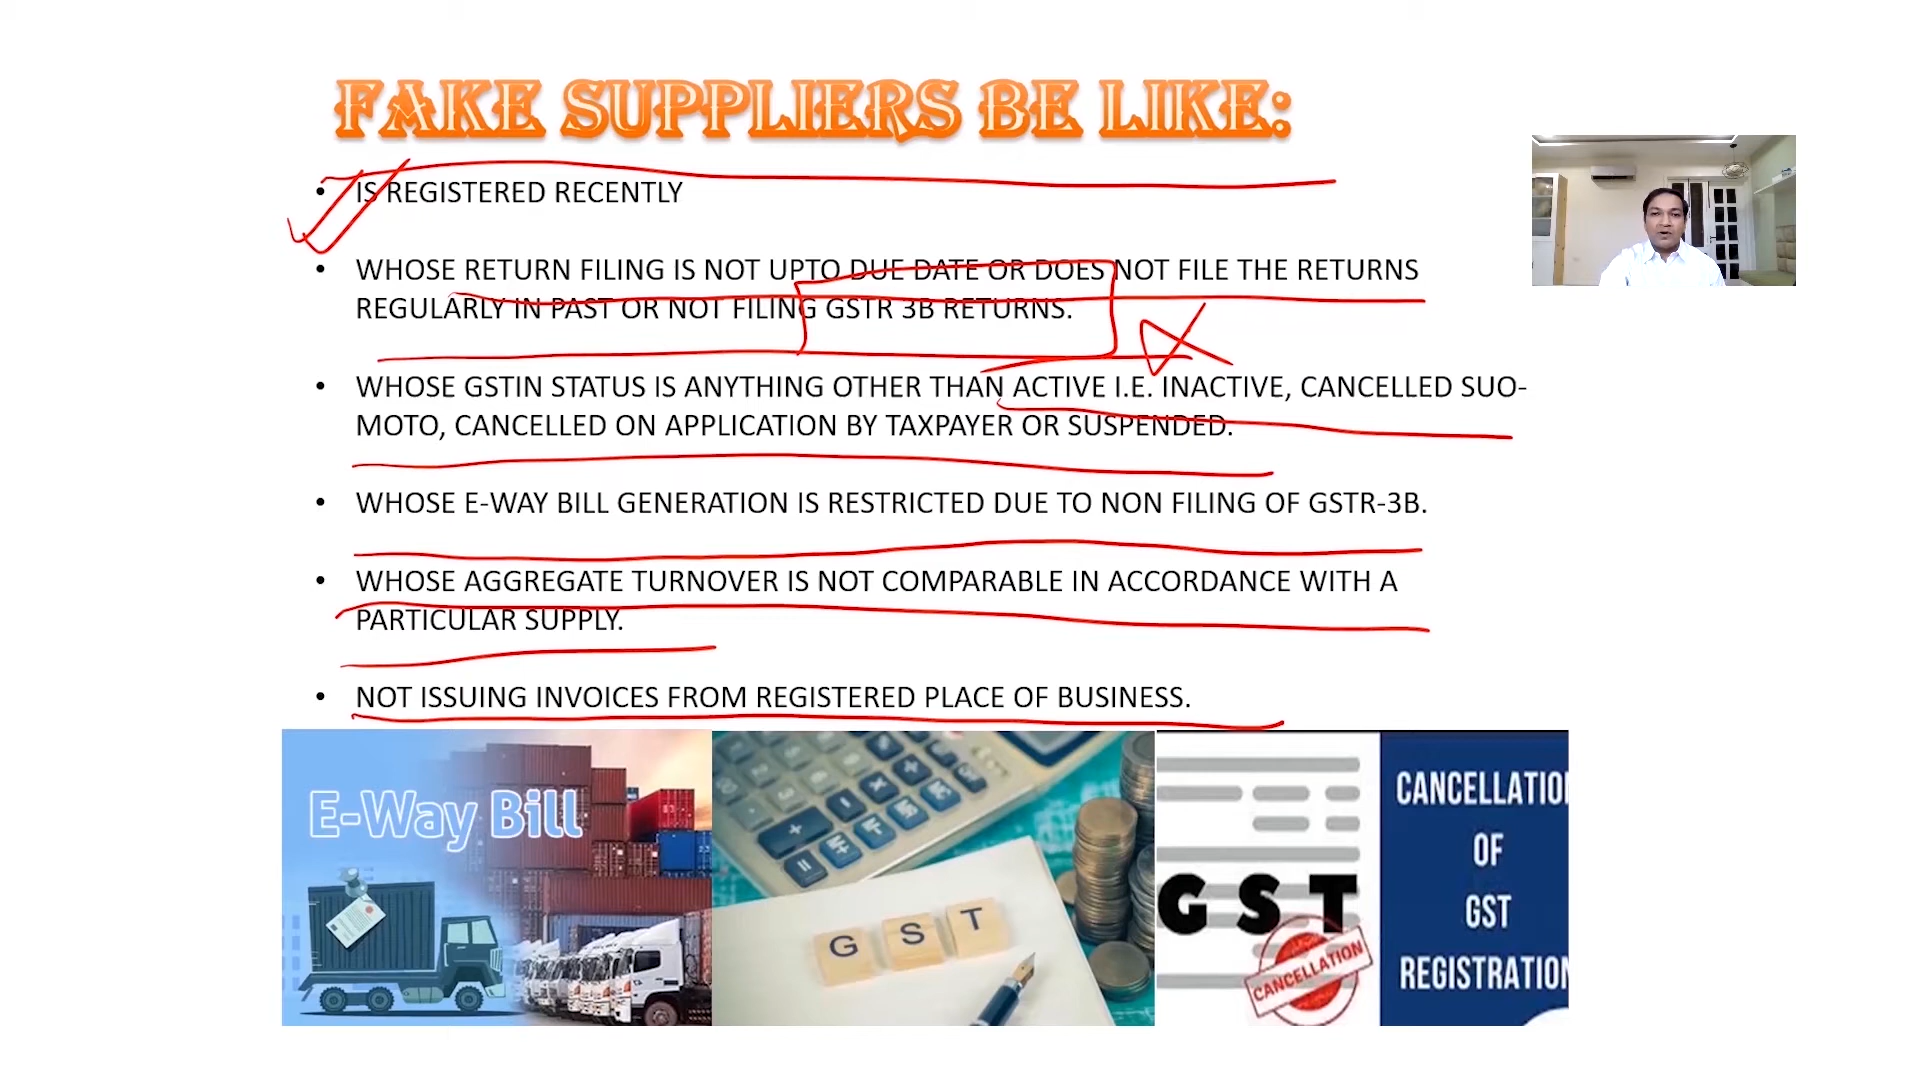 FAKE SUPPLIERS BE LIKE:
• IS REGISTERED RECENTLY
• WHOSE RETURN FILING IS NOT UPTO DUE DATE OR DOES NOT FILE THE RETURNS
REGULARLY IN PAST OR NOT FILING GSTR 3B RETURNS.
• WHOSE GSTIN STATUS IS ANYTHING OTHER THAN ACTIVE I.E. INACTIVE, CANCELLED SUO-
MOTO, CANCELLED ON APPLICATION BY TAXPAYER OR SUSPENDED.
• WHOSE E-WAY BILL GENERATION IS RESTRICTED DUE TO NON FILING OF GSTR-3B.
• WHOSE AGGREGATE TURNOVER IS NOT COMPARABLE IN ACCORDANCE WITH A
PARTICULAR SUPPLY.
• NOT ISSUING INVOICES FROM REGISTERED PLACE OF BUSINESS.
E-Way Bill
G S T
GST
CANCELLATION
CANCELLATIO
OF
GST
REGISTRATION